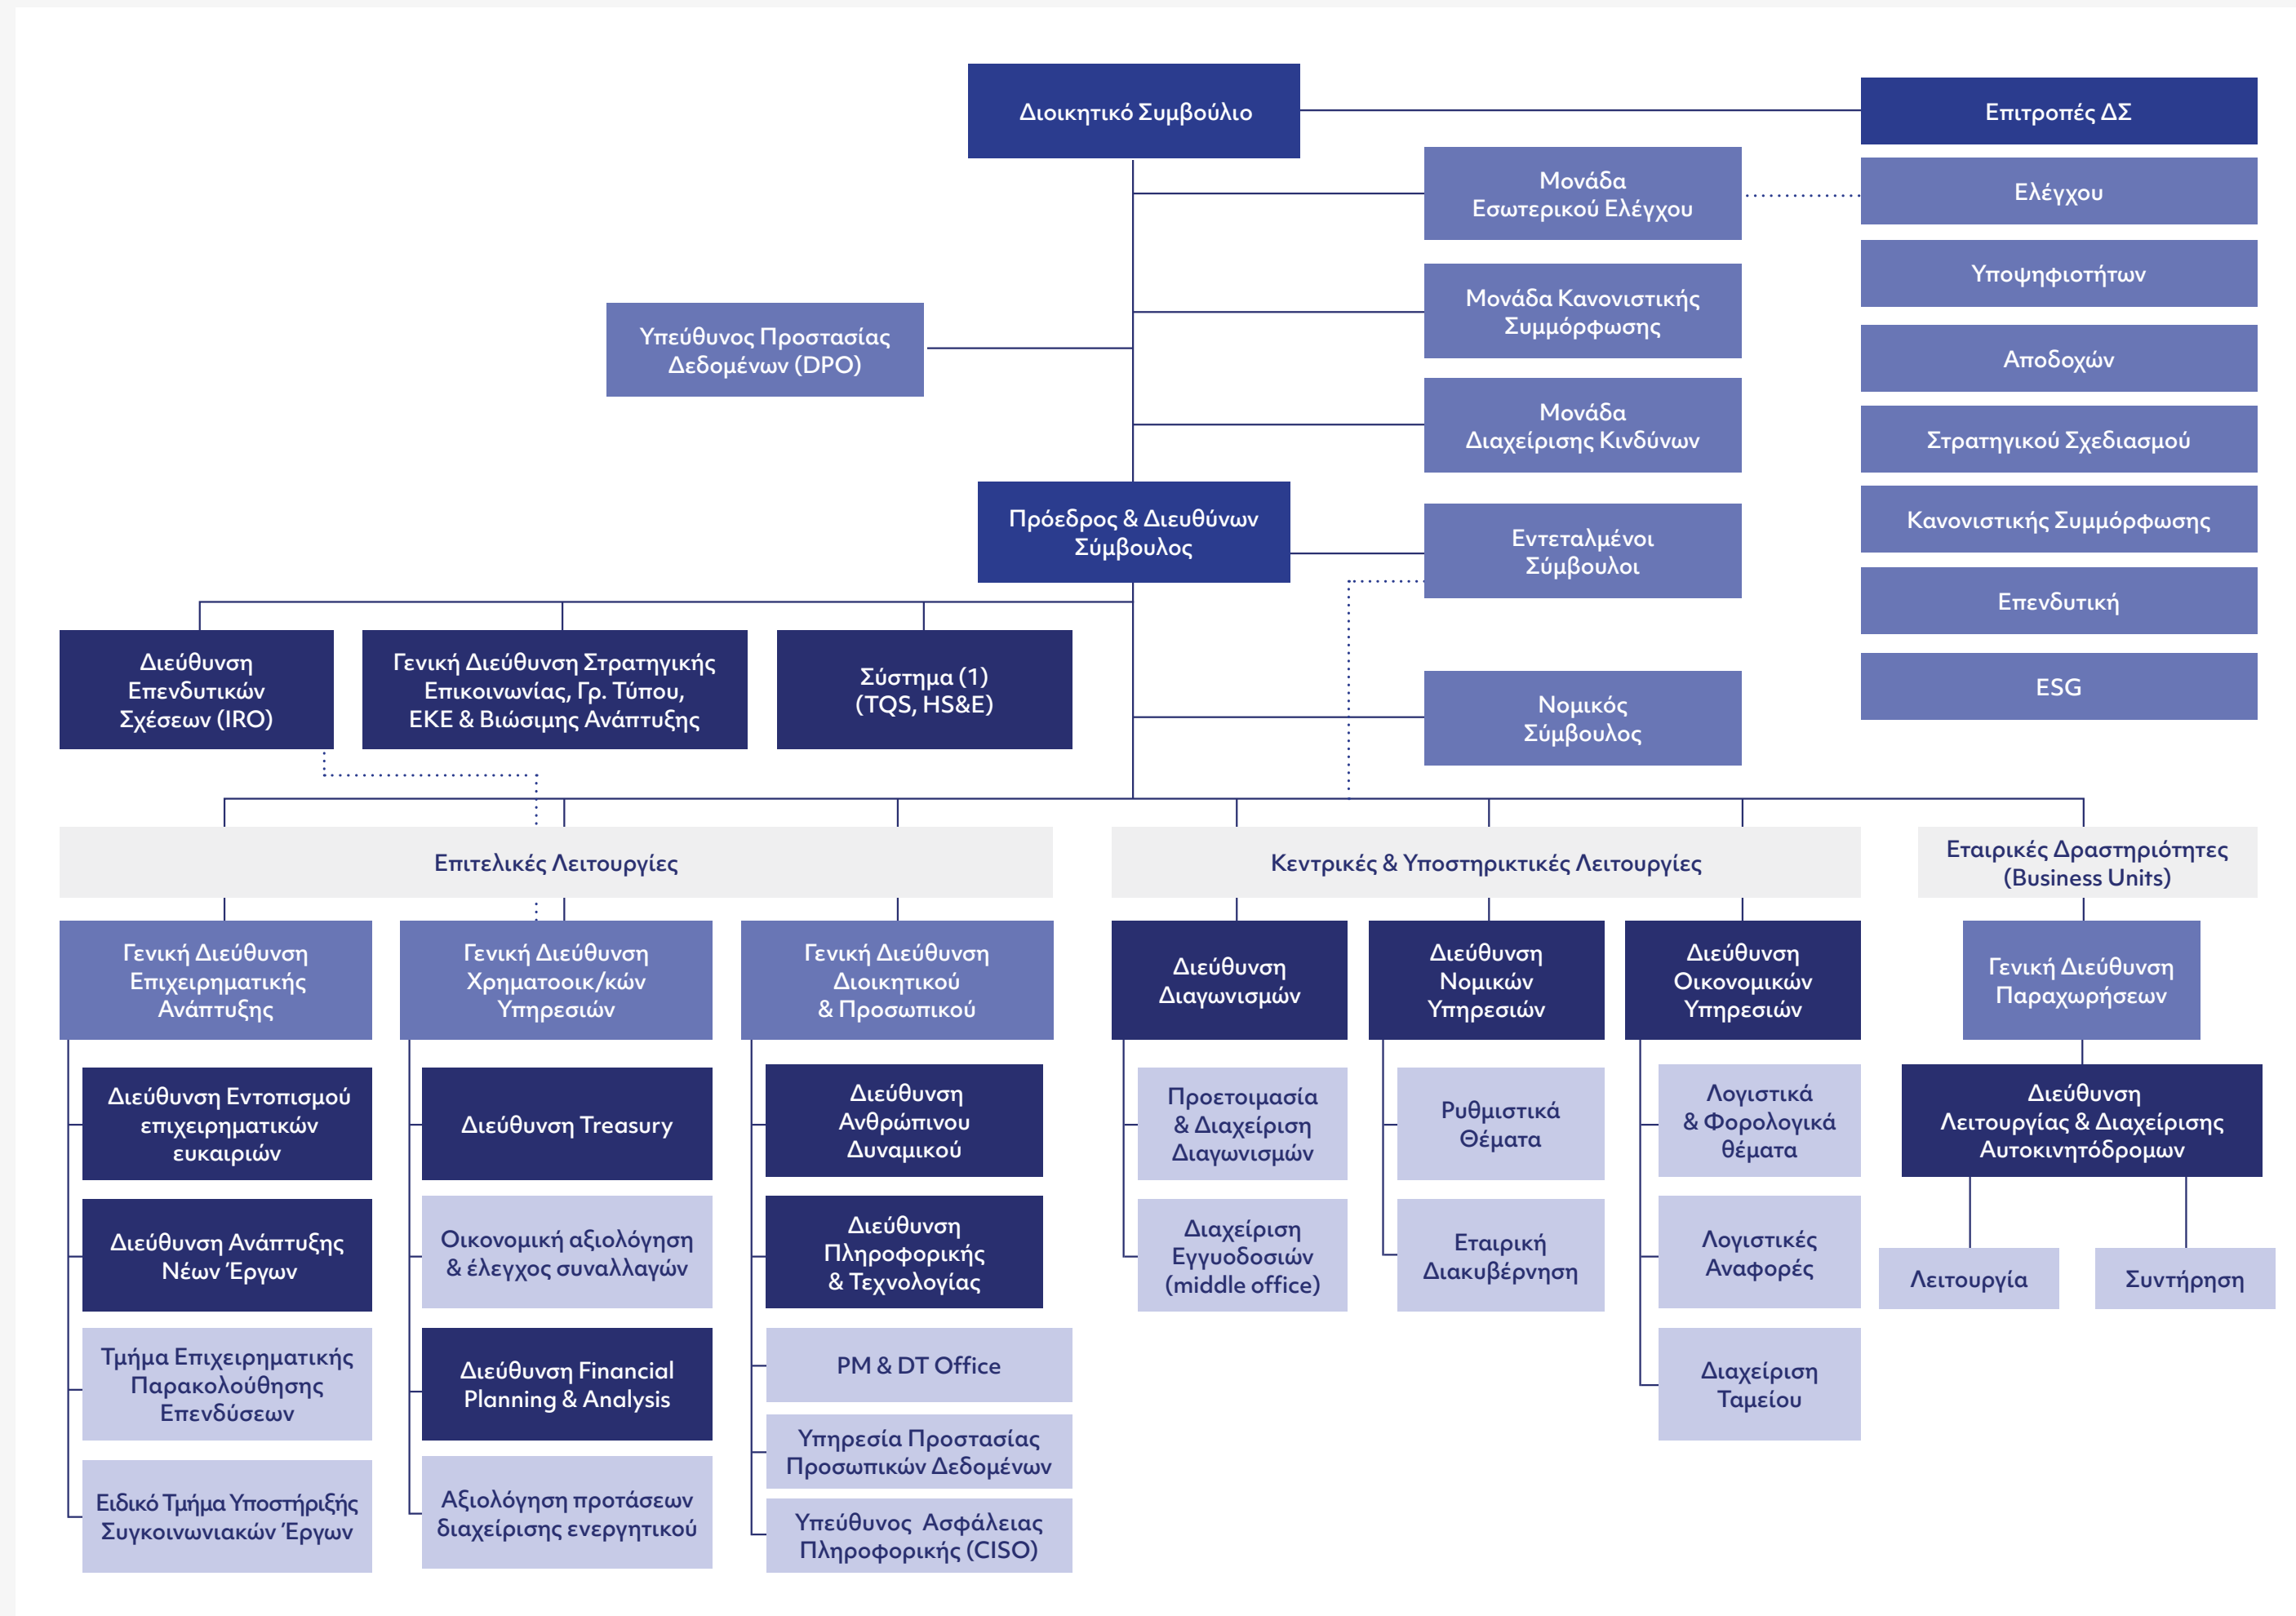 Διοικητικό Συμβούλιο
Επιτροπές ΔΣ
Μονάδα
Εσωτερικού Ελέγχου
Ελέγχου
Υποψηφιοτήτων
Μονάδα Κανονιστικής
Συμμόρφωσης
Υπεύθυνος Προστασίας
Δεδομένων (DPO)
Αποδοχών
Μονάδα
Διαχείρισης Κινδύνων
Στρατηγικού Σχεδιασμού
Πρόεδρος & Διευθύνων
Σύμβουλος
Κανονιστικής Συμμόρφωσης
Εντεταλμένοι
Σύμβουλοι
Επενδυτική
Διεύθυνση
Επενδυτικών
Σχέσεων (IRO)
Γενική Διεύθυνση Στρατηγικής
Επικοινωνίας, Γρ. Τύπου,
ΕΚΕ & Βιώσιμης Ανάπτυξης
Σύστημα (1)
(TQS, HS&E)
Νομικός
Σύμβουλος
ESG
Επιτελικές Λειτουργίες
Κεντρικές & Υποστηρικτικές Λειτουργίες
Εταιρικές Δραστηριότητες
(Business Units)
Γενική Διεύθυνση
Επιχειρηματικής
Ανάπτυξης
Γενική Διεύθυνση
Χρηματοοικ/κών
Υπηρεσιών
Γενική Διεύθυνση
Διοικητικού
& Προσωπικού
Διεύθυνση
Διαγωνισμών
Διεύθυνση
Νομικών
Υπηρεσιών
Διεύθυνση
Οικονομικών
Υπηρεσιών
Γενική Διεύθυνση
Παραχωρήσεων
Διεύθυνση Εντοπισμού
επιχειρηματικών
ευκαιριών
Διεύθυνση Treasury
Διεύθυνση
Ανθρώπινου
Δυναμικού
Προετοιμασία
& Διαχείριση
Διαγωνισμών
Ρυθμιστικά
Θέματα
Λογιστικά
& Φορολογικά
θέματα
Διεύθυνση
Λειτουργίας & Διαχείρισης
Αυτοκινητόδρομων
Διεύθυνση Ανάπτυξης
Νέων Έργων
Οικονομική αξιολόγηση
& έλεγχος συναλλαγών
Διεύθυνση
Πληροφορικής
& Τεχνολογίας
Διαχείριση
Εγγυοδοσιών
(middle office)
Εταιρική
Διακυβέρνηση
Λογιστικές
Αναφορές
Λειτουργία
Συντήρηση
Τμήμα Επιχειρηματικής
Παρακολούθησης
Επενδύσεων
Διεύθυνση Financial
Planning & Analysis
PM & DT Office
Διαχείριση
Ταμείου
Υπηρεσία Προστασίας
Προσωπικών Δεδομένων
Ειδικό Τμήμα Υποστήριξής
Συγκοινωνιακών Έργων
Αξιολόγηση προτάσεων
διαχείρισης ενεργητικού
Υπεύθυνος Ασφάλειας
Πληροφορικής (CISO)